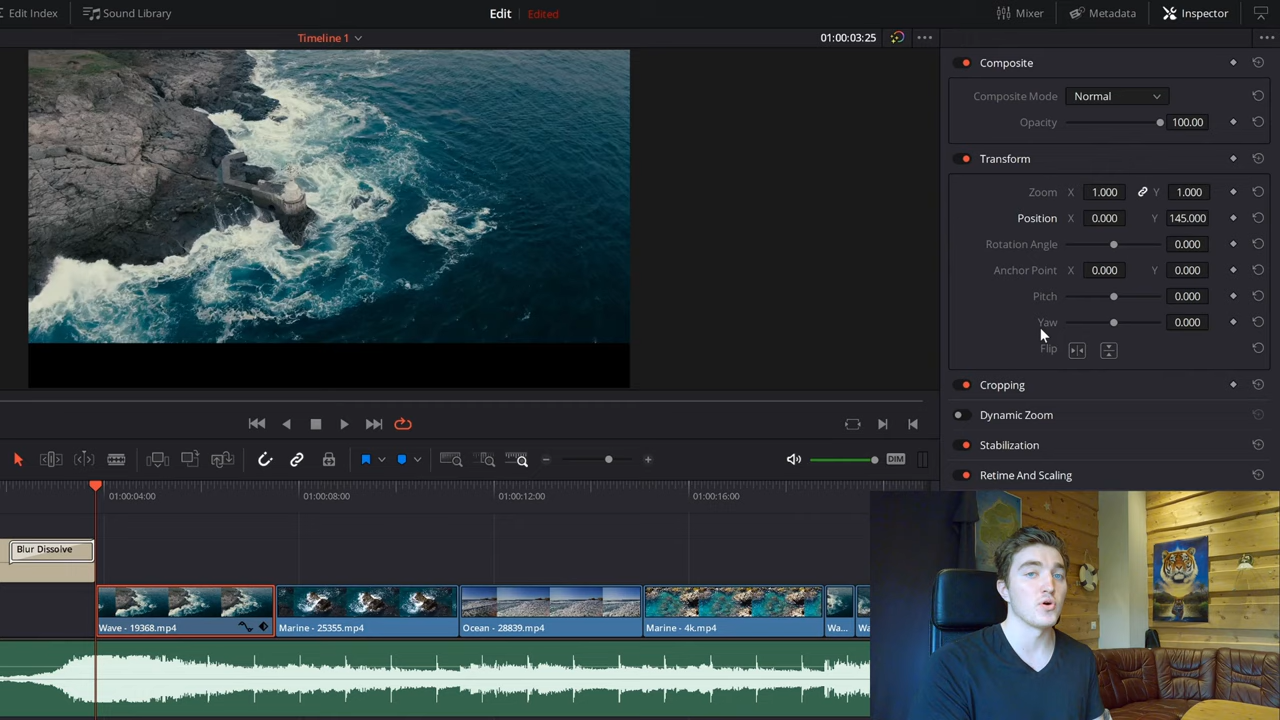 Edit Index
Sound Library
Edit
Edited
Mixer
Metadata
Inspector
Timeline 1
01:00:03:25
Composite
Composite Mode
Normal
Opacity
100.00
Transform
Zoom X 1.000 Y 1.000
Position X 0.000 Y 145.000
Rotation Angle 0.000
Anchor Point X 0.000 Y 0.000
Pitch 0.000
Yaw 0.000
Flip
Cropping
Dynamic Zoom
Stabilization
Retime And Scaling
DIM
01:00:04:00
01:00:08:00
01:00:12:00
01:00:16:00
Blur Dissolve
Wave - 19368.mp4
Marine - 25355.mp4
Ocean - 28839.mp4
Marine - 4k.mp4
Wa...
Wa